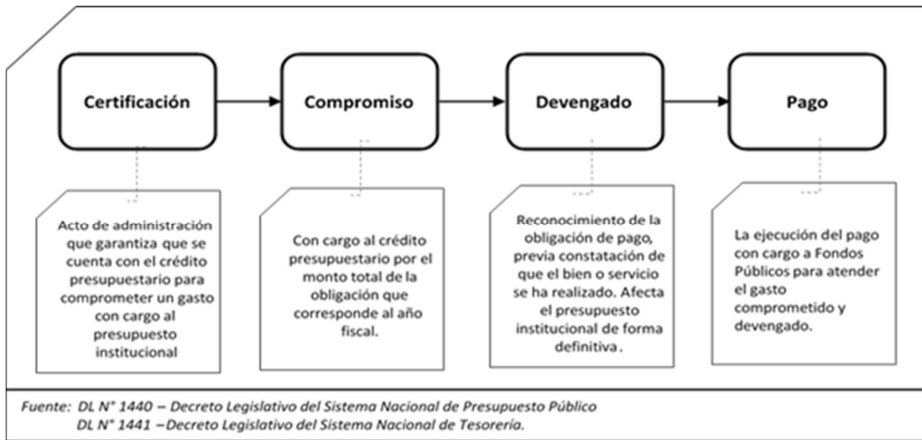 Certificación
Compromiso
Devengado
Pago
Acto de administración
que garantiza que se
cuenta con el crédito
presupuestario para
comprometer un gasto
con cargo al
presupuesto
institucional
Con cargo al crédito
presupuestario por el
monto total de la
obligación que
corresponde al año
fiscal.
Reconocimiento de la
obligación de pago,
previa constatación de
que el bien o servicio
se ha realizado. Afecta
el presupuesto
institucional de forma
definitiva.
La ejecución del pago
con cargo a Fondos
Públicos para atender
el gasto
comprometido y
devengado.
Fuente: DL N° 1440 – Decreto Legislativo del Sistema Nacional de Presupuesto Público
DL N° 1441 –Decreto Legislativo del Sistema Nacional de Tesorería.